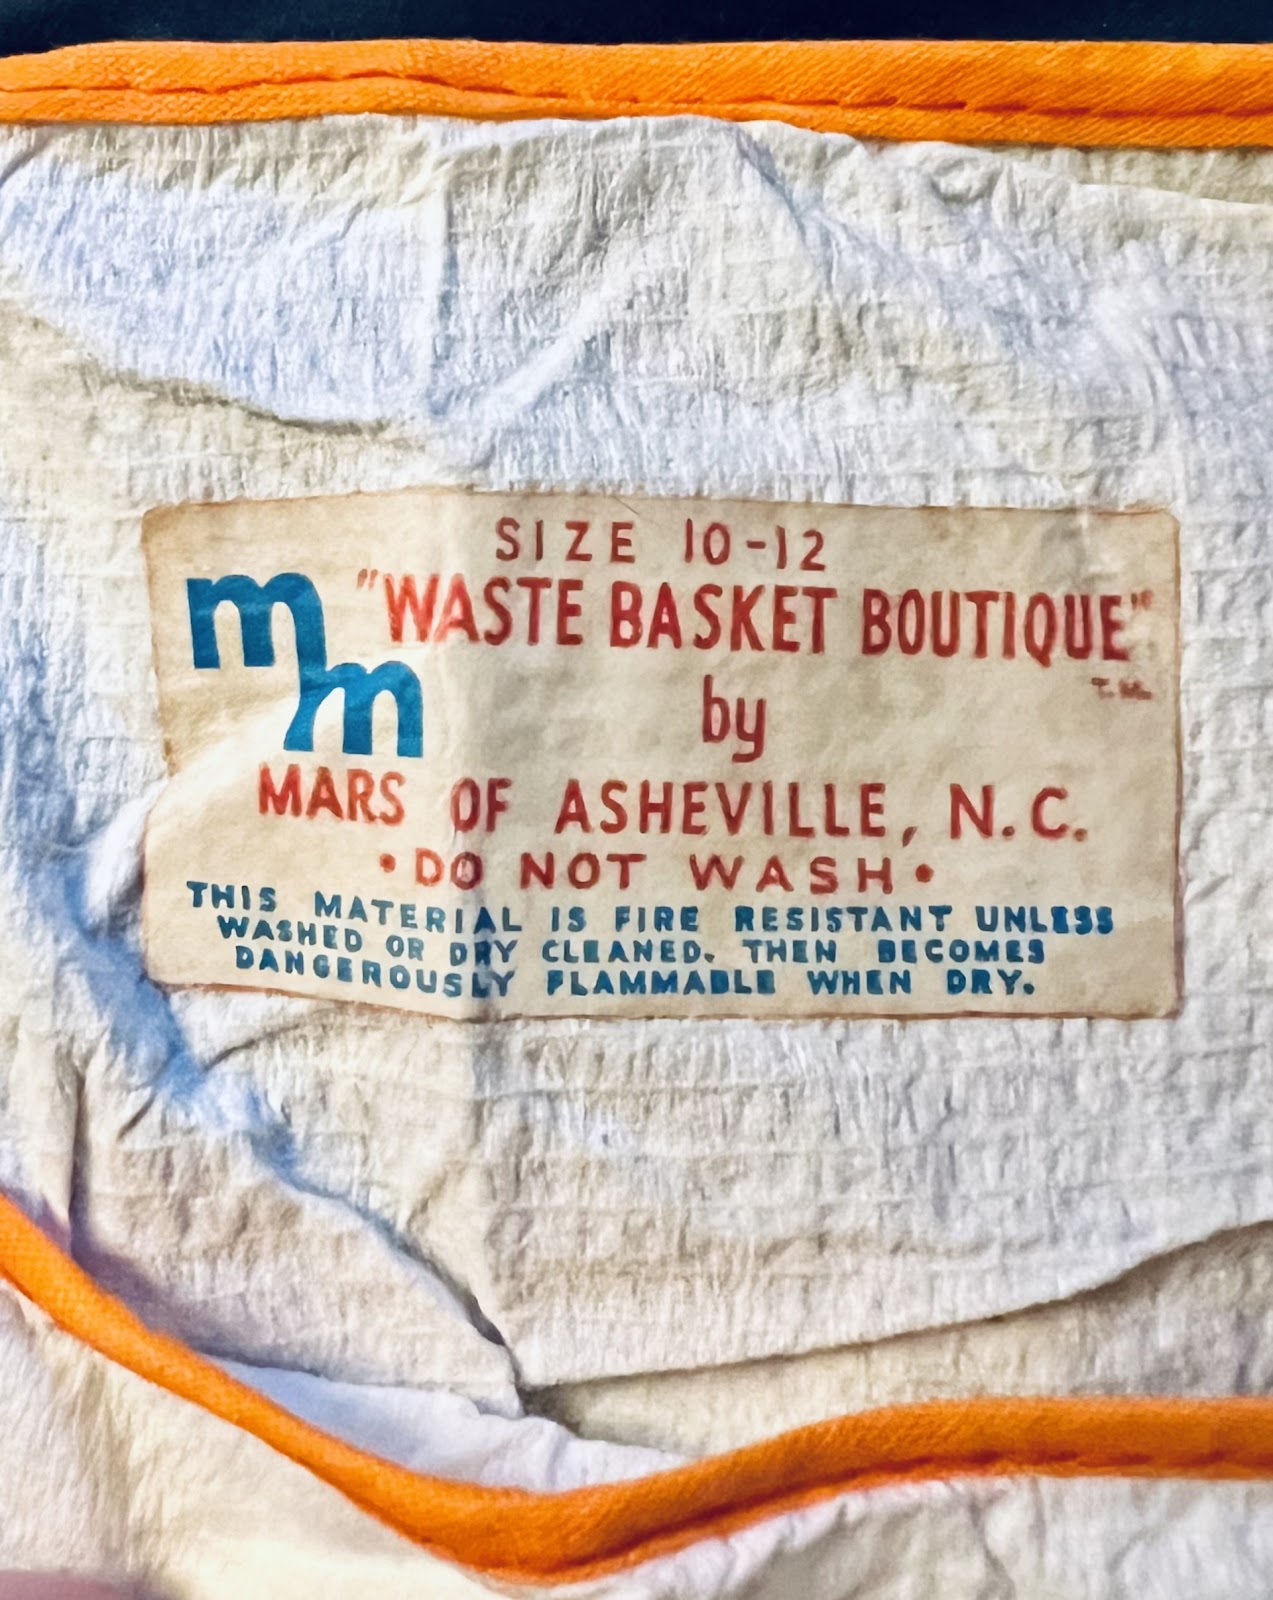 SIZE 10-12
mm
"WASTE BASKET BOUTIQUE"
T.M.
by
MARS OF ASHEVILLE, N.C.
• DO NOT WASH •
THIS MATERIAL IS FIRE RESISTANT UNLESS
WASHED OR DRY CLEANED. THEN BECOMES
DANGEROUSLY FLAMMABLE WHEN DRY.